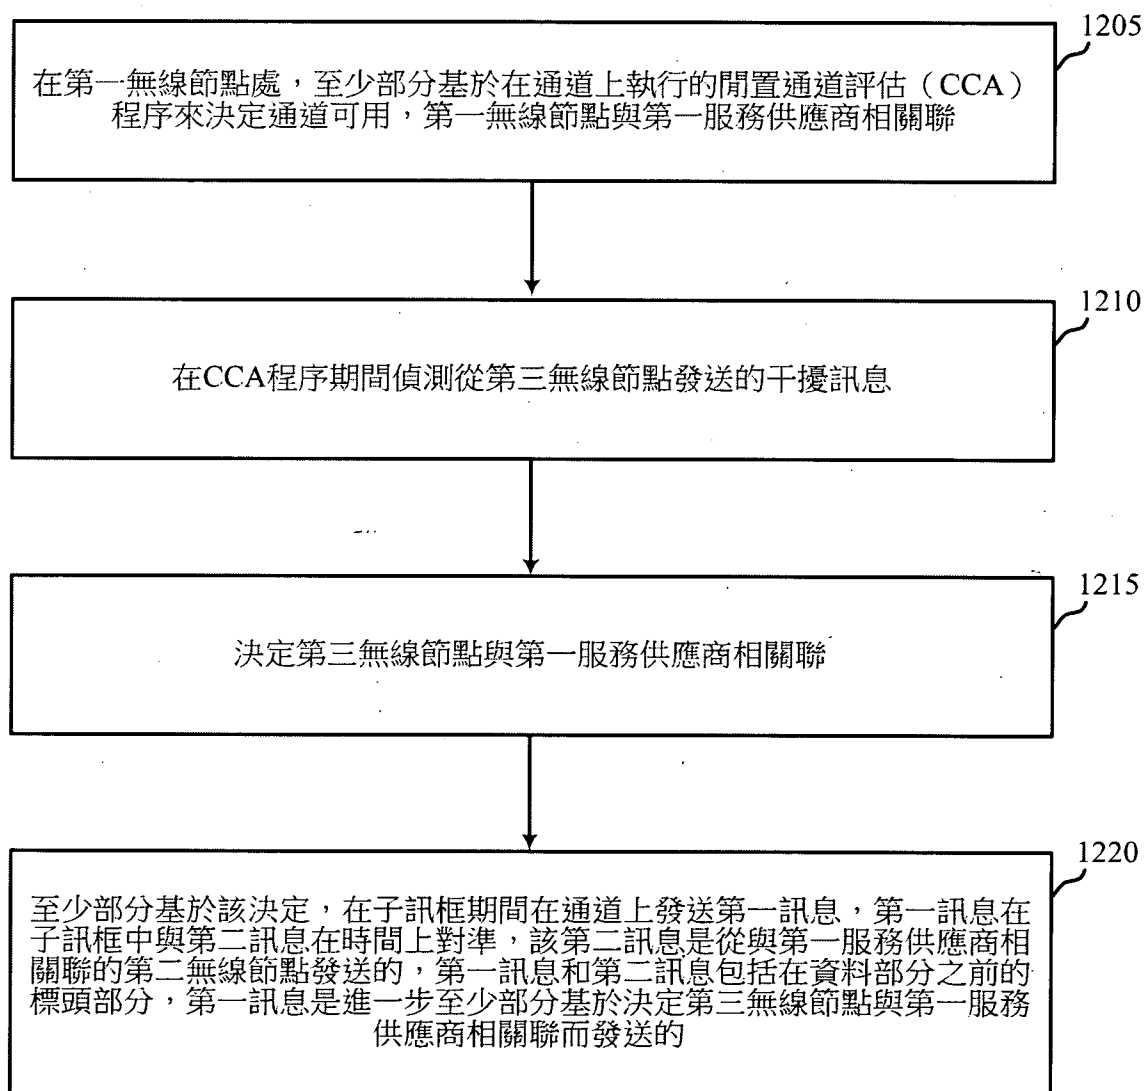 1205
在第一無線節點處，至少部分基於在通道上執行的閒置通道評估（CCA）
程序來決定通道可用，第一無線節點與第一服務供應商相關聯
1210
在CCA程序期間偵測從第三無線節點發送的干擾訊息
1215
決定第三無線節點與第一服務供應商相關聯
1220
至少部分基於該決定，在子訊框期間在通道上發送第一訊息，第一訊息在
子訊框中與第二訊息在時間上對準，該第二訊息是從與第一服務供應商相
關聯的第二無線節點發送的，第一訊息和第二訊息包括在資料部分之前的
標頭部分，第一訊息是進一步至少部分基於決定第三無線節點與第一服務
供應商相關聯而發送的